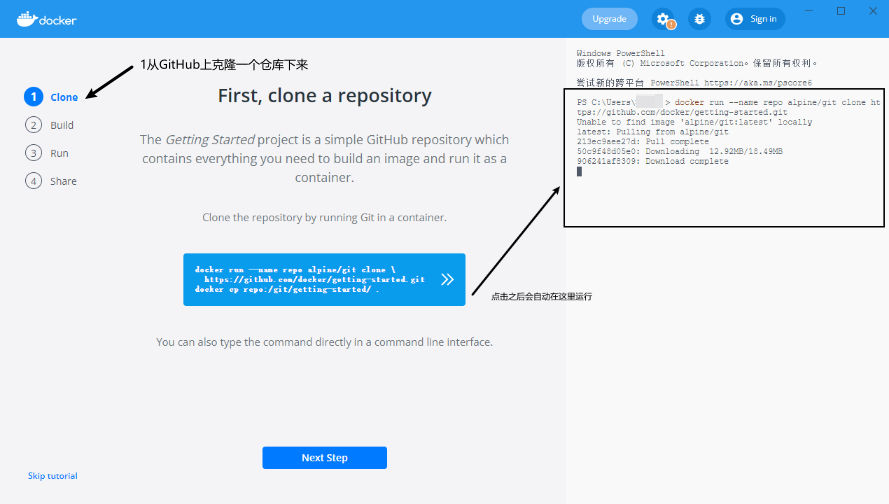 docker
Upgrade
Sign in
1从GitHub上克隆一个仓库下来
First, clone a repository
1 Clone
2 Build
3 Run
4 Share
The Getting Started project is a simple GitHub repository which
contains everything you need to build an image and run it as a
container.
Clone the repository by running Git in a container.
docker run --name repo alpine/git clone \
https://github.com/docker/getting-started.git
docker cp repo:/git/getting-started/ .
点击之后会自动在这里运行
You can also type the command directly in a command line interface.
Next Step
Skip tutorial
Windows PowerShell
版权所有 (C) Microsoft Corporation。保留所有权利。
尝试新的跨平台 PowerShell https://aka.ms/pscore6
PS C:\Users\ > docker run --name repo alpine/git clone ht
tps://github.com/docker/getting-started.git
Unable to find image 'alpine/git:latest' locally
latest: Pulling from alpine/git
213ec9aee27d: Pull complete
50c9f48d05e0: Downloading 12.92MB/18.49MB
906241af8309: Download complete